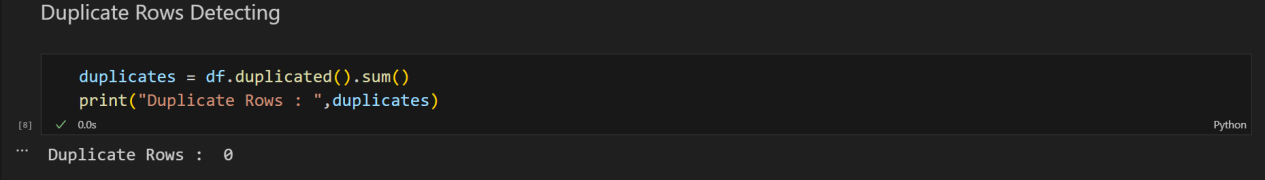 Duplicate Rows Detecting
duplicates = df.duplicated().sum()
print("Duplicate Rows : ",duplicates)
[8] ✓ 0.0s Python
... Duplicate Rows :  0